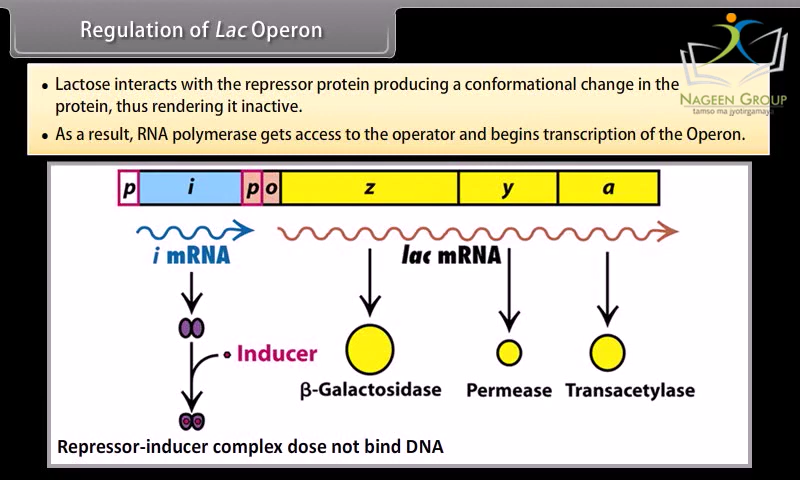 Regulation of Lac Operon
NAGEEN GROUP
tamso ma jyotirgamaya
• Lactose interacts with the repressor protein producing a conformational change in the
protein, thus rendering it inactive.
• As a result, RNA polymerase gets access to the operator and begins transcription of the Operon.
p i p o z y a
i mRNA lac mRNA
Inducer
β-Galactosidase Permease Transacetylase
Repressor-inducer complex dose not bind DNA